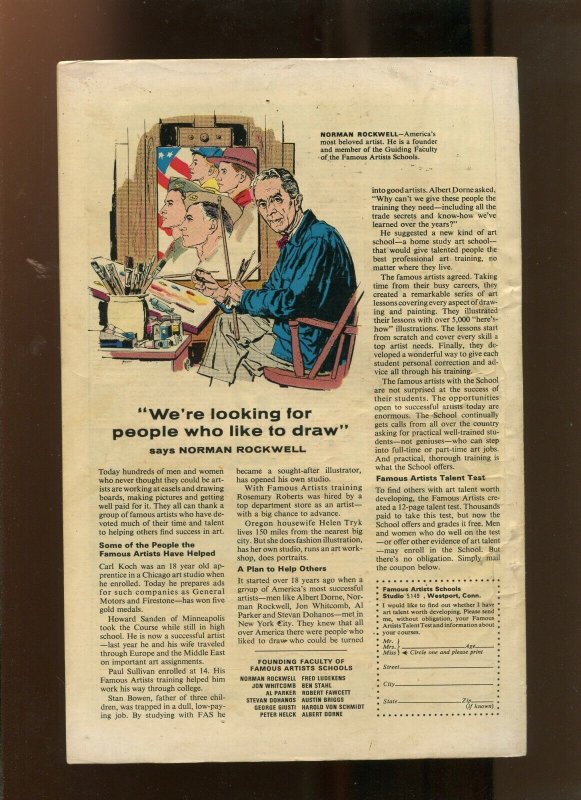 NORMAN ROCKWELL—America's
most beloved artist. He is a founder
and member of the Guiding Faculty
of the Famous Artists Schools.
"We're looking for
people who like to draw"
says NORMAN ROCKWELL
Today hundreds of men and women
who never thought they could be art-
ists are working at easels and drawing
boards, making pictures and getting
well paid for it. They all can thank a
group of famous artists who have de-
voted much of their time and talent
to helping others find success in art.
Some of the People the
Famous Artists Have Helped
Carl Koch was an 18 year old ap-
prentice in a Chicago art studio when
he enrolled. Today he prepares ads
for such companies as General
Motors and Firestone—has won five
gold medals.
Howard Sanden of Minneapolis
took the Course while still in high
school. He is now a successful artist
—last year he and his wife traveled
through Europe and the Middle East
on important art assignments.
Paul Sullivan enrolled at 14. His
Famous Artists training helped him
work his way through college.
Stan Bowen, father of three chil-
dren, was trapped in a dull, low-pay-
ing job. By studying with FAS he
became a sought-after illustrator,
has opened his own studio.
With Famous Artists training
Rosemary Roberts was hired by a
top department store as an artist—
with a big chance to advance.
Oregon housewife Helen Tryk
lives 150 miles from the nearest big
city. But she does fashion illustration,
has her own studio, runs an art work-
shop, does portraits.
A Plan to Help Others
It started over 18 years ago when a
group of America's most successful
artists—men like Albert Dorne, Nor-
man Rockwell, Jon Whitcomb, Al
Parker and Stevan Dohanos—met in
New York City. They knew that all
over America there were people who
liked to draw who could be turned
FOUNDING FACULTY OF
FAMOUS ARTISTS SCHOOLS
NORMAN ROCKWELL FRED LUDEKENS
JON WHITCOMB BEN STAHL
AL PARKER ROBERT FAWCETT
STEVAN DOHANOS AUSTIN BRIGGS
GEORGE GIUSTI HAROLD VON SCHMIDT
PETER HELCK ALBERT DORNE
into good artists. Albert Dorne asked,
"Why can't we give these people the
training they need—including all the
trade secrets and know-how we've
learned over the years?"
He suggested a new kind of art
school—a home study art school—
that would give talented people the
best professional art training, no
matter where they live.
The famous artists agreed. Taking
time from their busy careers, they
created a remarkable series of art
lessons covering every aspect of draw-
ing and painting. They illustrated
their lessons with over 5,000 "here's-
how" illustrations. The lessons start
from scratch and cover every skill a
top artist needs. Finally, they de-
veloped a wonderful way to give each
student personal correction and ad-
vice all through his training.
The famous artists with the School
are not surprised at the success of
their students. The opportunities
open to successful artists today are
enormous. The School continually
gets calls from all over the country
asking for practical well-trained stu-
dents—not geniuses—who can step
into full-time or part-time art jobs.
And practical, thorough training is
what the School offers.
Famous Artists Talent Test
To find others with art talent worth
developing, the Famous Artists cre-
ated a 12-page talent test. Thousands
paid to take this test, but now the
School offers and grades it free. Men
and women who do well on the test
—or offer other evidence of art talent
—may enroll in the School. But
there's no obligation. Simply mail
the coupon below.
Famous Artists Schools
Studio 5149, Westport, Conn.
I would like to find out whether I have
art talent worth developing. Please send
me, without obligation, your Famous
Artists Talent Test and information about
your courses.
Mr.
Mrs. Age
Miss Circle one and please print
Street
City
State Zip
(if known)